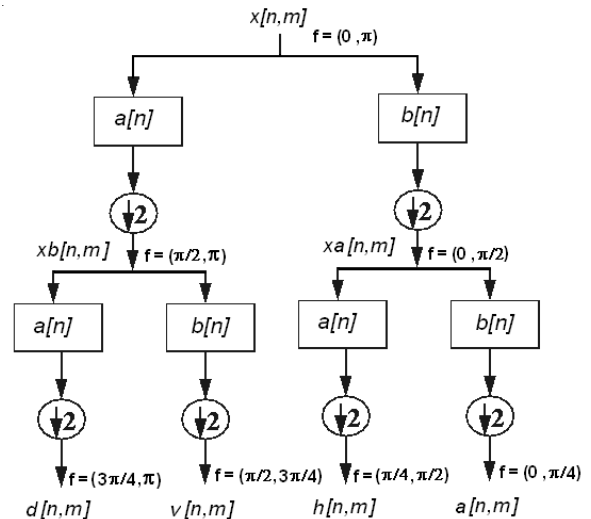 x[n,m]
f = (0 ,π)
a[n] b[n]
2 2
xb[n,m] f = (π/2,π) xa[n,m] f = (0 ,π/2)
a[n] b[n] a[n] b[n]
2 2 2 2
f = (3π/4,π) f = (π/2,3π/4) f = (π/4,π/2) f = (0 ,π/4)
d[n,m] v[n,m] h[n,m] a[n,m]